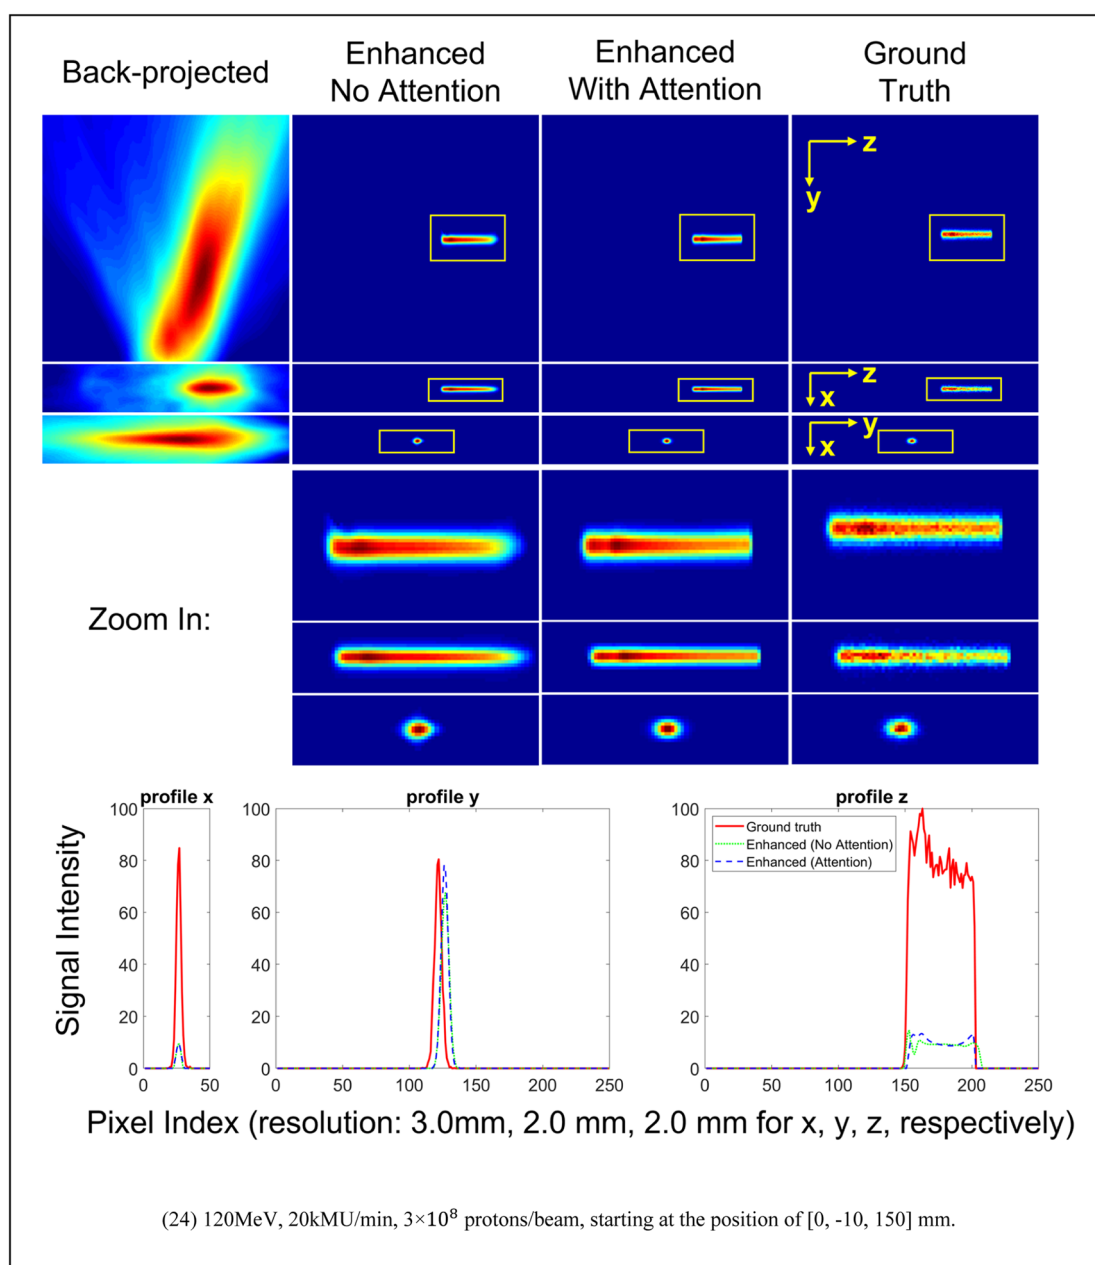 Back-projected
Enhanced
No Attention
Enhanced
With Attention
Ground
Truth
z
y
z
x
y
x
Zoom In:
profile x
profile y
profile z
Signal Intensity
100
80
60
40
20
0
0
50
100
80
60
40
20
0
0
50
100
150
200
250
100
80
60
40
20
0
0
50
100
150
200
250
Ground truth
Enhanced (No Attention)
Enhanced (Attention)
Pixel Index (resolution: 3.0mm, 2.0 mm, 2.0 mm for x, y, z, respectively)
(24) 120MeV, 20kMU/min, 3×10⁸ protons/beam, starting at the position of [0, -10, 150] mm.